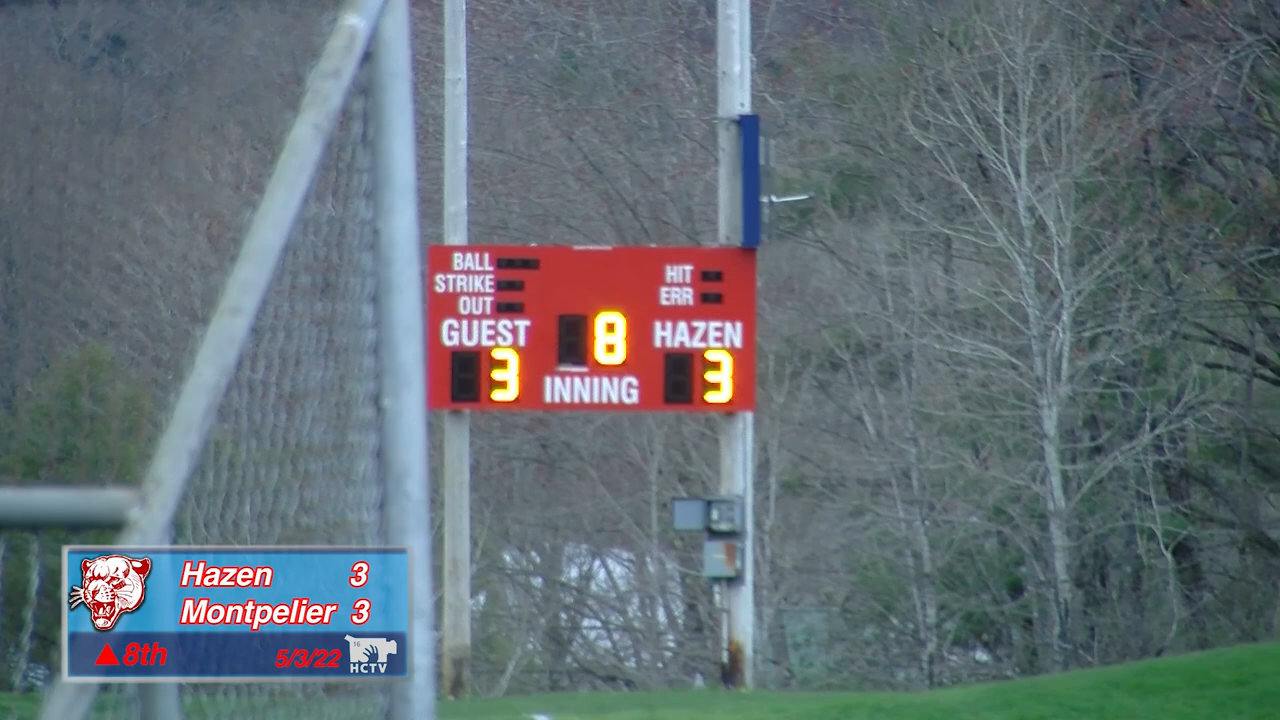 BALL
STRIKE
OUT
HIT
ERR
GUEST 8 HAZEN
3 INNING 3
Hazen 3
Montpelier 3
▲8th 5/3/22 16 HCTV